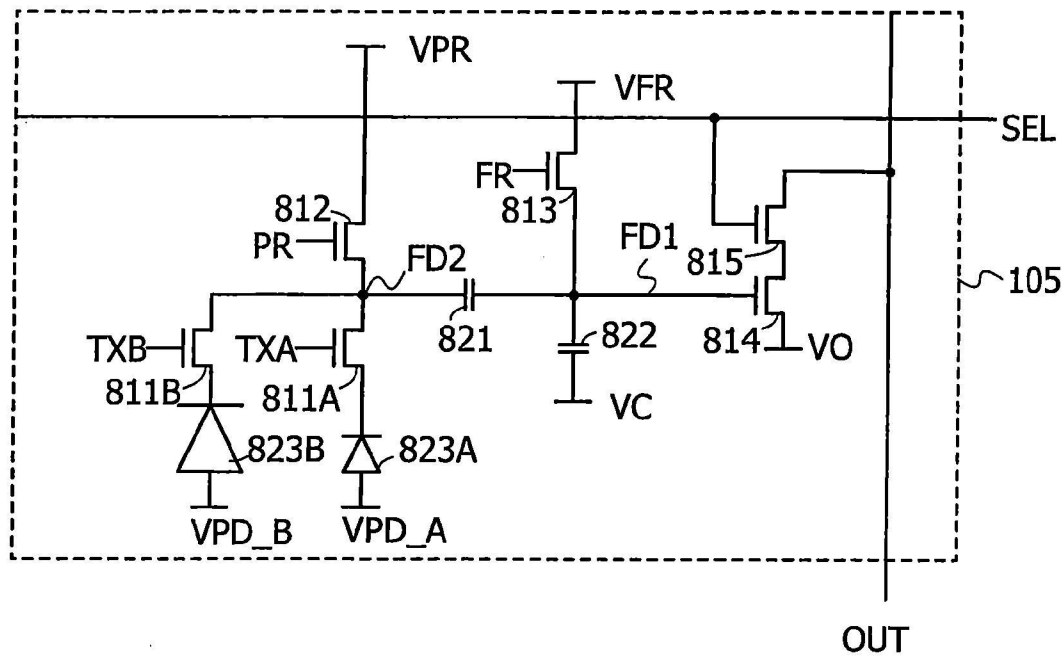 VPR
VFR
SEL
FR
813
812
PR
FD2
FD1
815
105
TXB
TXA
821
822
814
VO
811B
811A
VC
823B
823A
VPD_B
VPD_A
OUT